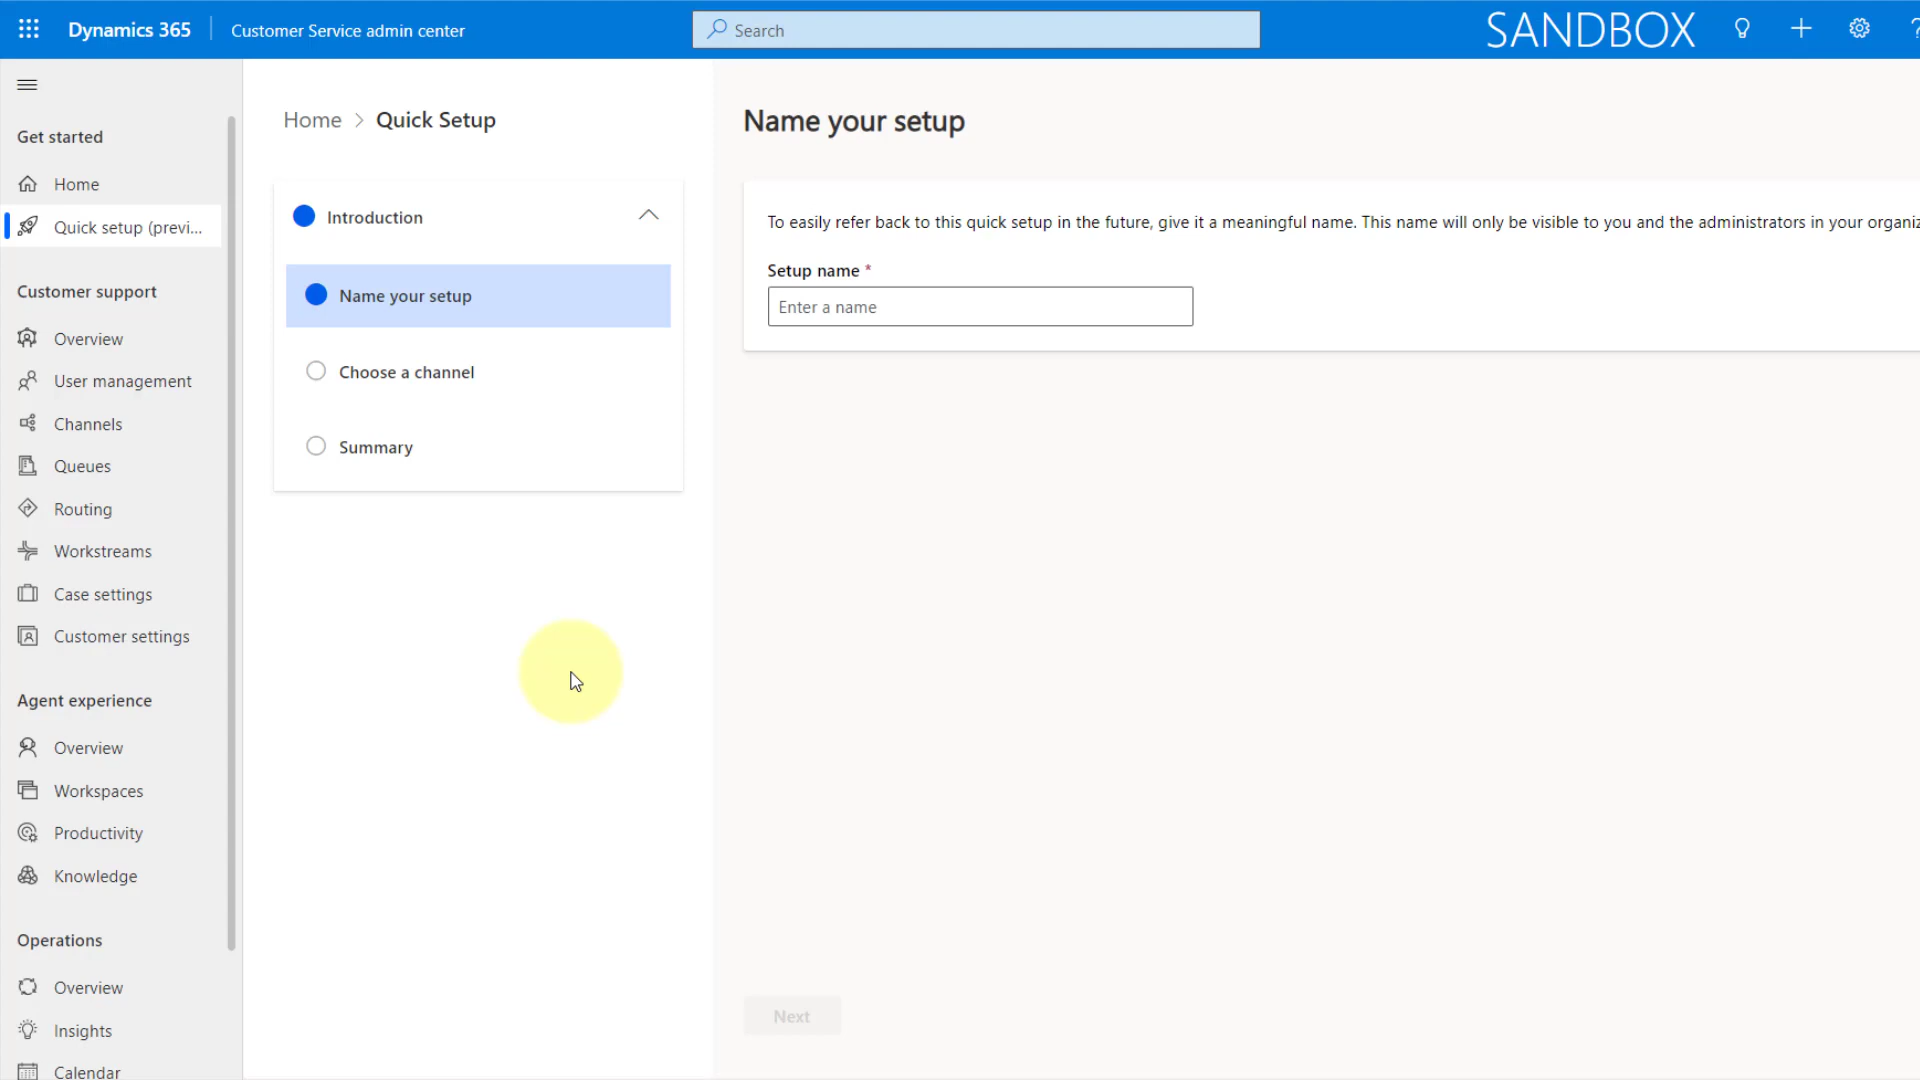 Dynamics 365
Customer Service admin center
Search
SANDBOX
Get started
Home
Quick setup (previ...
Customer support
Overview
User management
Channels
Queues
Routing
Workstreams
Case settings
Customer settings
Agent experience
Overview
Workspaces
Productivity
Knowledge
Operations
Overview
Insights
Calendar
Home > Quick Setup
Introduction
Name your setup
Choose a channel
Summary
Name your setup
To easily refer back to this quick setup in the future, give it a meaningful name. This name will only be visible to you and the administrators in your organiz
Setup name *
Enter a name
Next